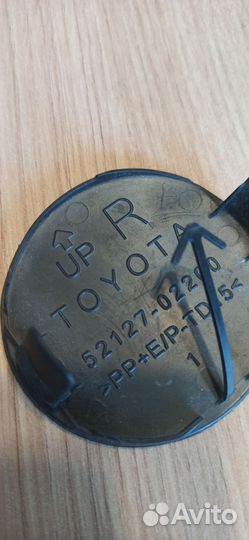 R
UP
TOYOTA
52127-02200
>PP+E/P-TD15<
1
Avito